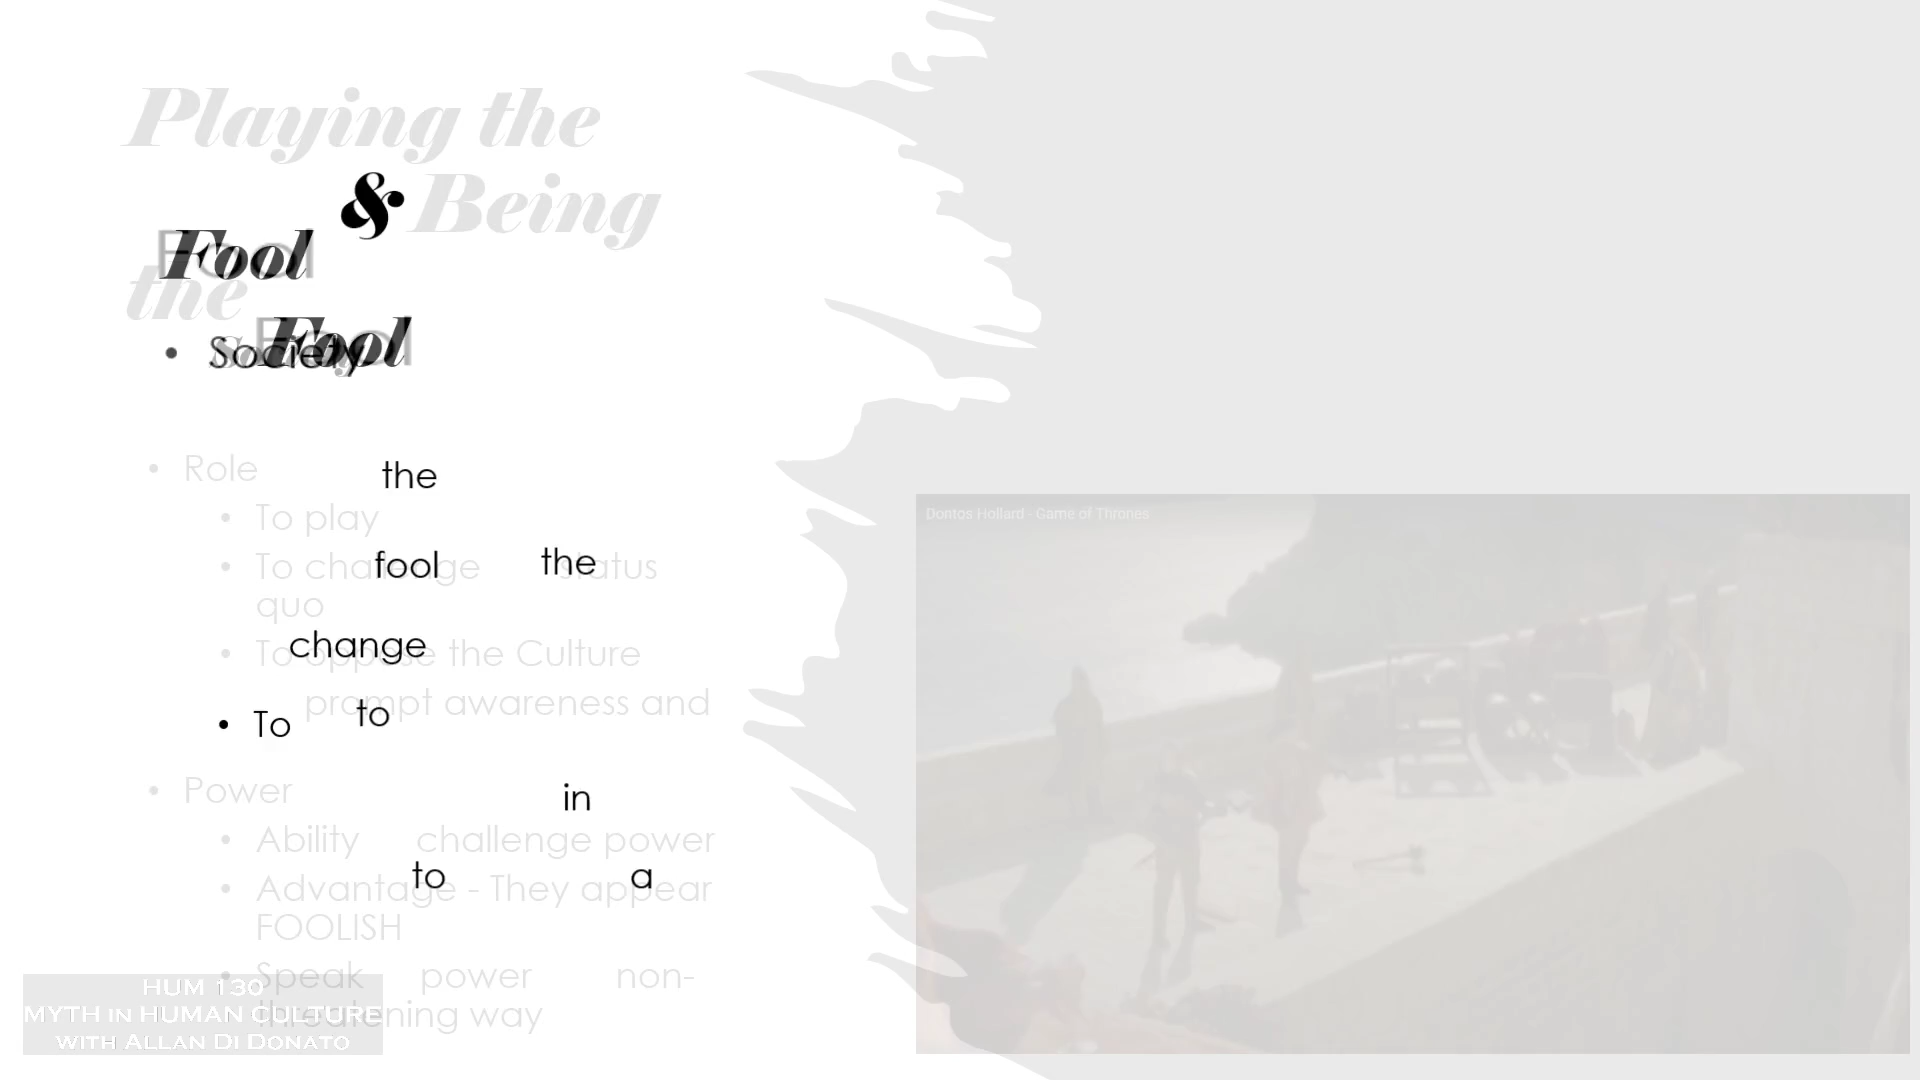 Playing the
& Being
Fool
the
Fool
• Society
• Role
the
• To play
• To challenge
fool
the
status
quo
change
• To oppose the Culture
prompt awareness and
• To
to
• Power
in
• Ability
challenge power
to
a
• Advantage - They appear
FOOLISH
• Speak
power
non-
threatening way
HUM 130
MYTH in HUMAN CULTURE
WITH ALLAN DI DONATO
Dontos Hollard - Game of Thrones